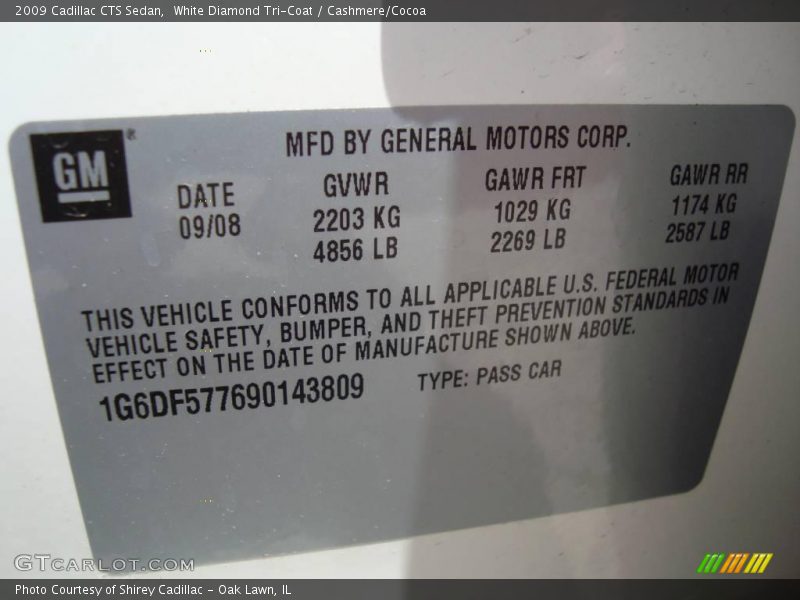 2009 Cadillac CTS Sedan,  White Diamond Tri-Coat / Cashmere/Cocoa
MFD BY GENERAL MOTORS CORP.
GM
DATE
09/08
GVWR
2203 KG
4856 LB
GAWR FRT
1029 KG
2269 LB
GAWR RR
1174 KG
2587 LB
THIS VEHICLE CONFORMS TO ALL APPLICABLE U.S. FEDERAL MOTOR
VEHICLE SAFETY, BUMPER, AND THEFT PREVENTION STANDARDS IN
EFFECT ON THE DATE OF MANUFACTURE SHOWN ABOVE.
1G6DF577690143809
TYPE: PASS CAR
GTCARLOT.COM
Photo Courtesy of Shirey Cadillac - Oak Lawn, IL